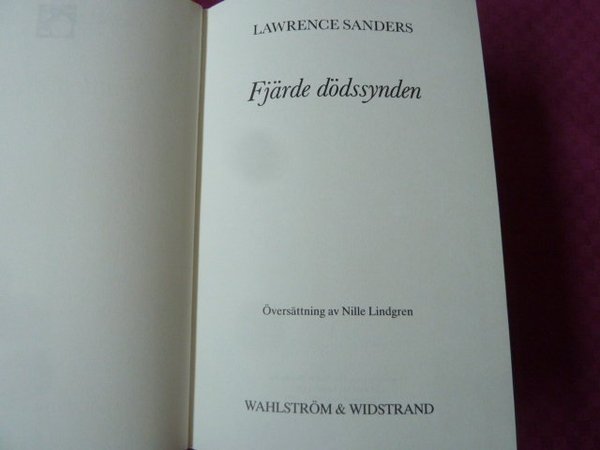 LAWRENCE SANDERS
Fjärde dödssynden
Översättning av Nille Lindgren
WAHLSTRÖM & WIDSTRAND